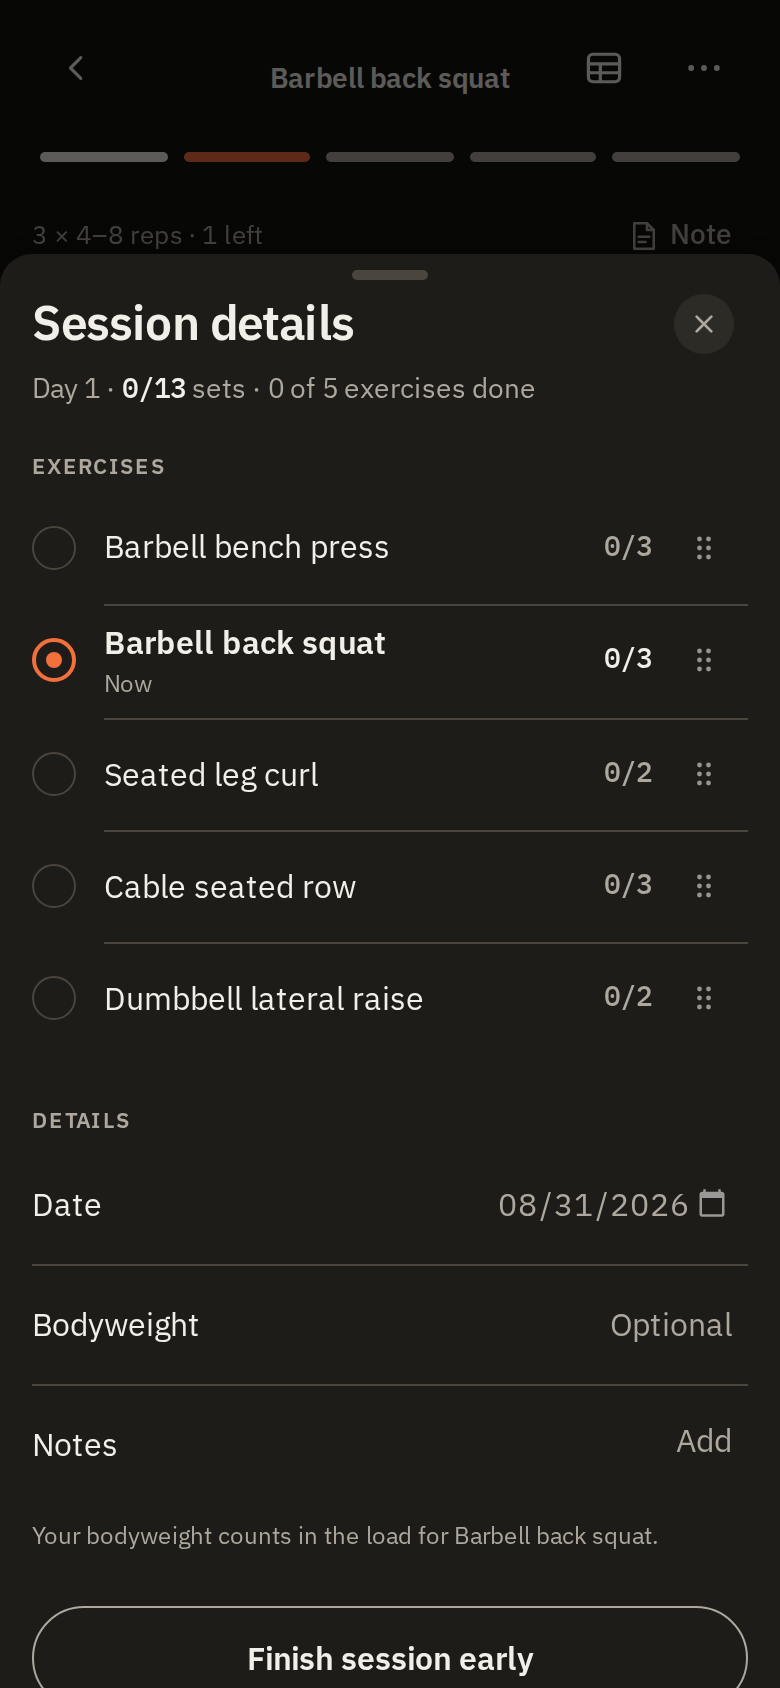 Barbell back squat
3 × 4–8 reps · 1 left
Note
Session details
Day 1 · 0/13 sets · 0 of 5 exercises done
EXERCISES
Barbell bench press 0/3
Barbell back squat 0/3
Now
Seated leg curl 0/2
Cable seated row 0/3
Dumbbell lateral raise 0/2
DETAILS
Date 08/31/2026
Bodyweight Optional
Notes Add
Your bodyweight counts in the load for Barbell back squat.
Finish session early